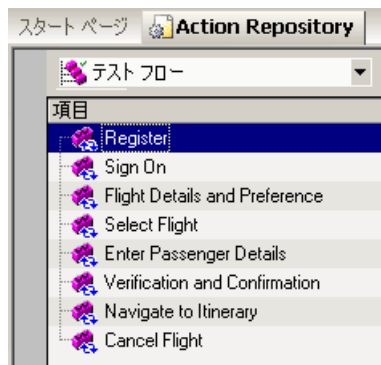 スタート ページ Action Repository
テスト フロー
項目
Register
Sign On
Flight Details and Preference
Select Flight
Enter Passenger Details
Verification and Confirmation
Navigate to Itinerary
Cancel Flight